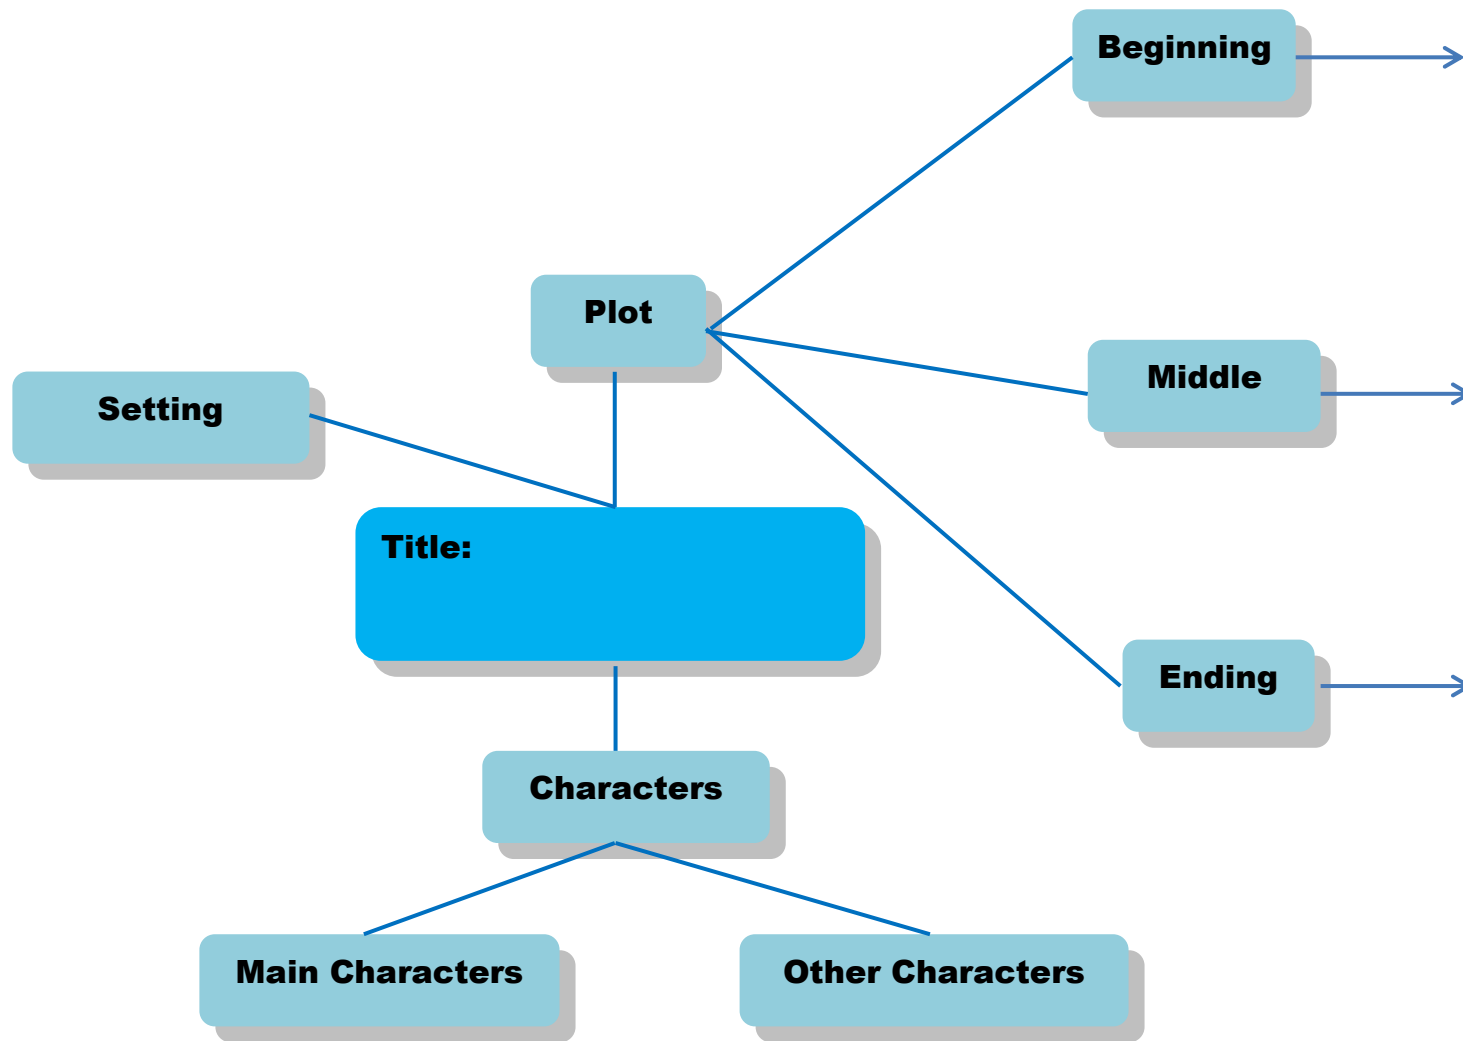 Beginning
Plot
Middle
Setting
Title:
Ending
Characters
Main Characters
Other Characters